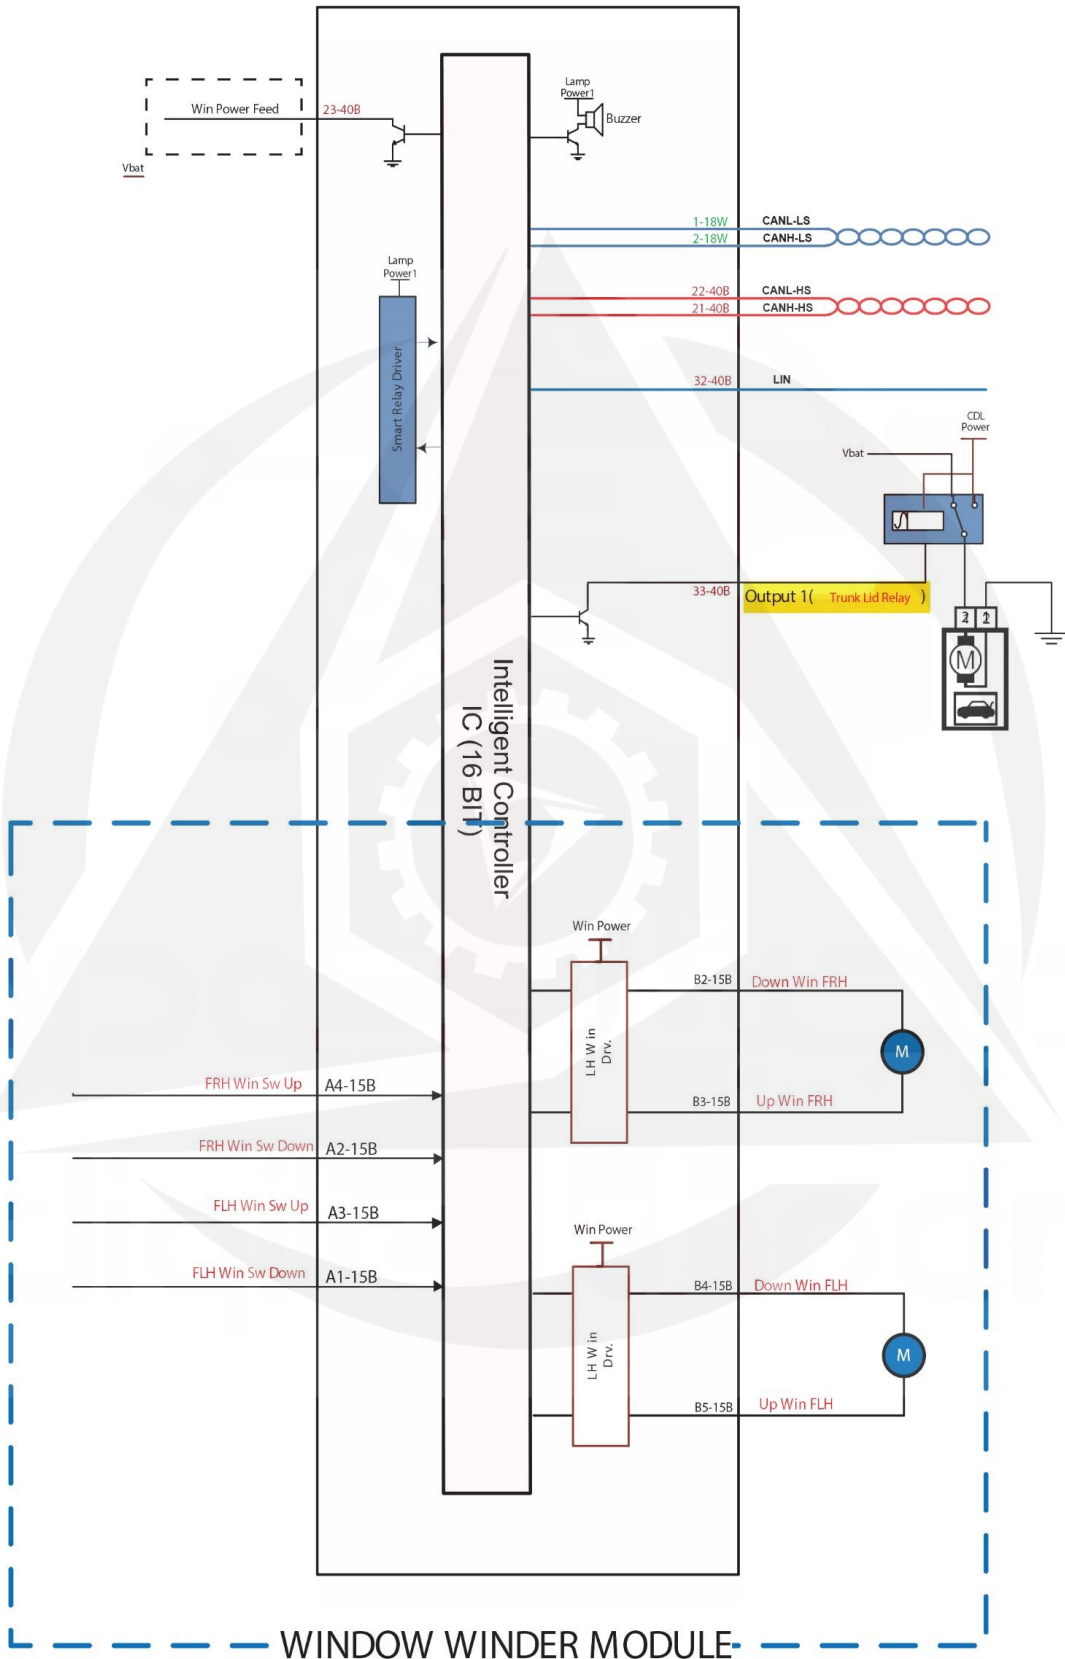 Win Power Feed
23-40B
Vbat
Lamp
Power1
Buzzer
1-18W
CANL-LS
2-18W
CANH-LS
Lamp
Power1
Smart Relay Driver
22-40B
CANL-HS
21-40B
CANH-HS
32-40B
LIN
CDL
Power
Vbat
33-40B
Output 1( Trunk Lid Relay )
M
Intelligent Controller
IC (16 BIT)
Win Power
LH W in
Drv.
B2-15B
Down Win FRH
M
B3-15B
Up Win FRH
FRH Win Sw Up
A4-15B
FRH Win Sw Down
A2-15B
FLH Win Sw Up
A3-15B
FLH Win Sw Down
A1-15B
Win Power
LH W in
Drv.
B4-15B
Down Win FLH
M
B5-15B
Up Win FLH
WINDOW WINDER MODULE